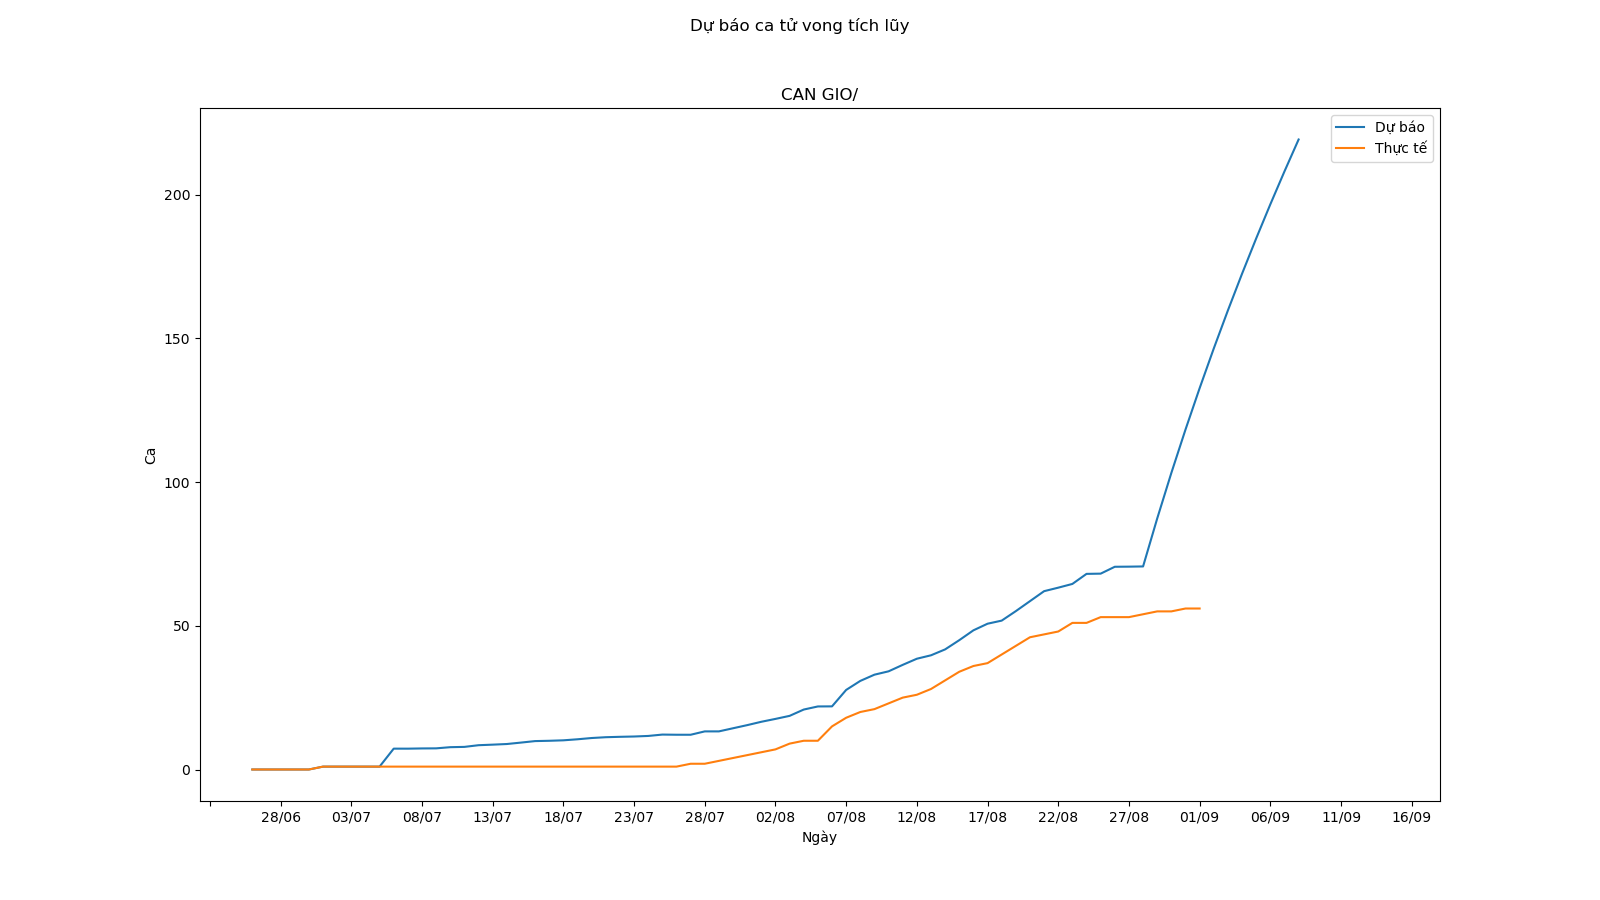 Dự báo ca tử vong tích lũy
CAN GIO/
Dự báo
Thực tế
200
150
100
50
0
Ca
28/06 03/07 08/07 13/07 18/07 23/07 28/07 02/08 07/08 12/08 17/08 22/08 27/08 01/09 06/09 11/09 16/09
Ngày